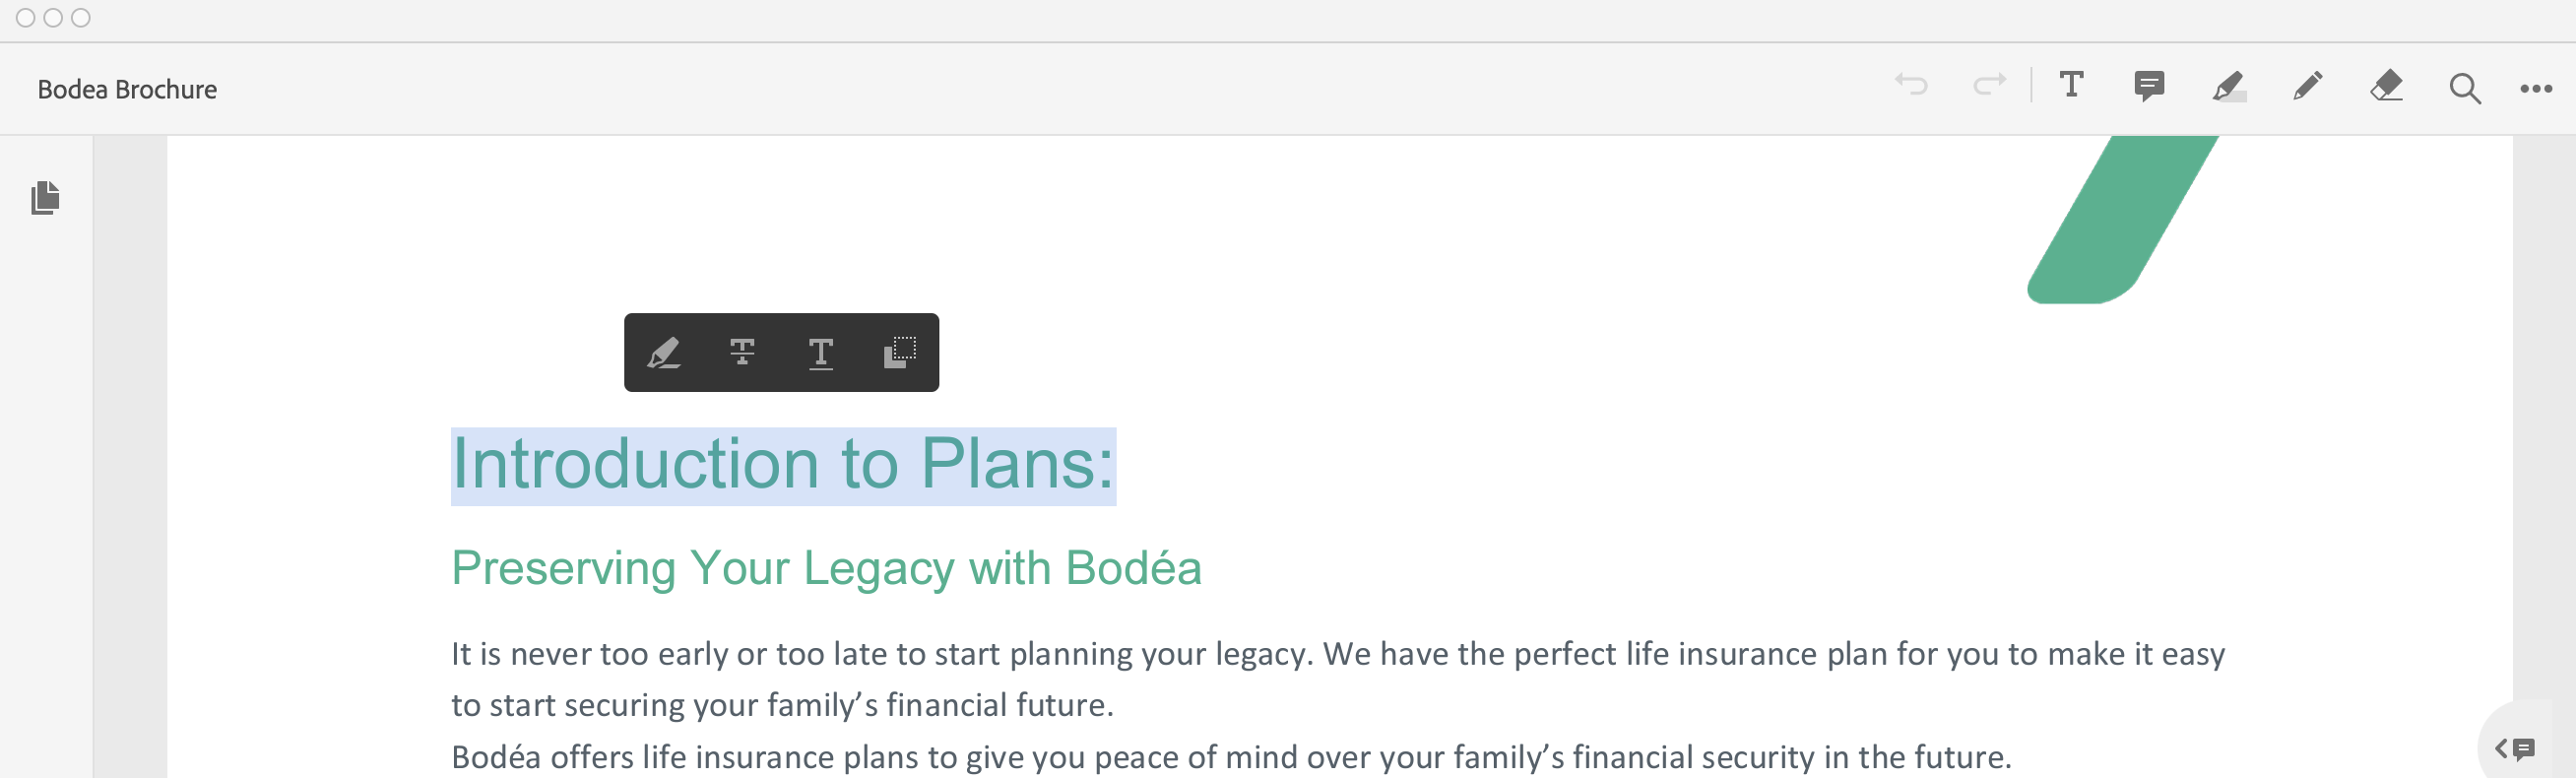 Bodea Brochure
Introduction to Plans:
Preserving Your Legacy with Bodéa
It is never too early or too late to start planning your legacy. We have the perfect life insurance plan for you to make it easy
to start securing your family’s financial future.
Bodéa offers life insurance plans to give you peace of mind over your family’s financial security in the future.